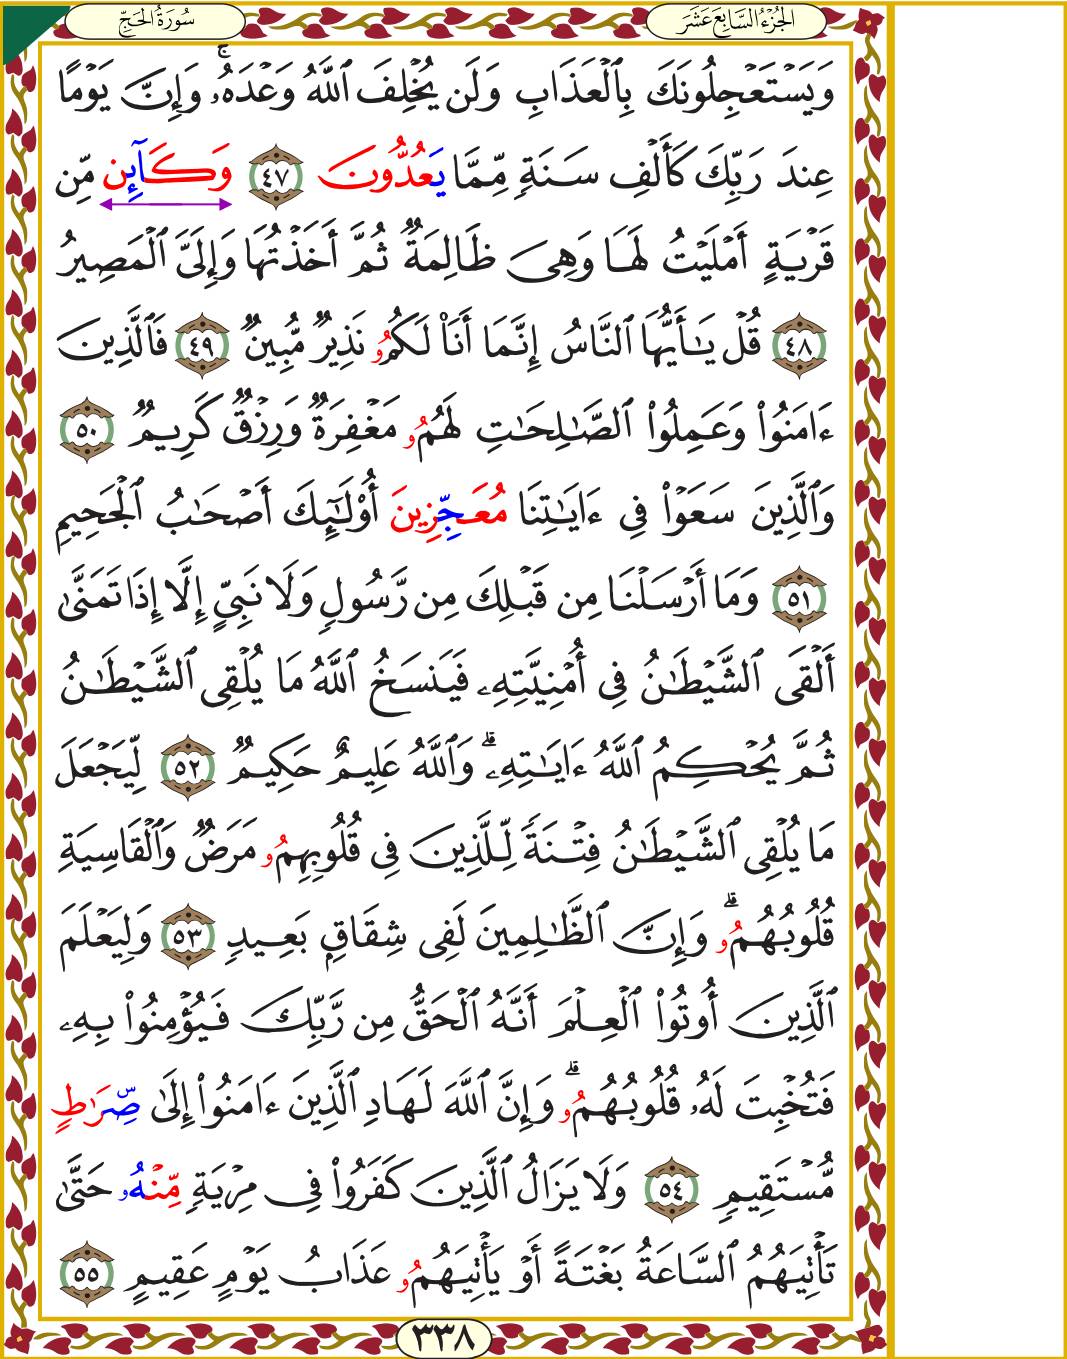 الجُزْءُ السَّابِعَ عَشَرَ
سُورَةُ الحَجِّ
وَيَسْتَعْجِلُونَكَ بِٱلْعَذَابِ وَلَن يُخْلِفَ ٱللَّهُ وَعْدَهُۥۚ وَإِنَّ يَوْمًا
عِندَ رَبِّكَ كَأَلْفِ سَنَةٍ مِّمَّا يَعُدُّونَ ٤٧ وَكَآئِن مِّن
قَرْيَةٍ أَمْلَيْتُ لَهَا وَهِىَ ظَالِمَةٌ ثُمَّ أَخَذْتُهَا وَإِلَىَّ ٱلْمَصِيرُ
٤٨ قُلْ يَـٰٓأَيُّهَا ٱلنَّاسُ إِنَّمَا أَنَا۠ لَكُمُۥ نَذِيرٌ مُّبِينٌ ٤٩ فَٱلَّذِينَ
ءَامَنُوا۟ وَعَمِلُوا۟ ٱلصَّـٰلِحَـٰتِ لَهُمُۥ مَغْفِرَةٌ وَرِزْقٌ كَرِيمٌ ٥٠
وَٱلَّذِينَ سَعَوْا۟ فِى ءَايَـٰتِنَا مُعَجِّزِينَ أُو۟لَـٰٓئِكَ أَصْحَـٰبُ ٱلْجَحِيمِ
٥١ وَمَا أَرْسَلْنَا مِن قَبْلِكَ مِن رَّسُولٍ وَلَا نَبِىٍّ إِلَّا إِذَا تَمَنَّىٰ
أَلْقَى ٱلشَّيْطَـٰنُ فِى أُمْنِيَّتِهِۦ فَيَنسَخُ ٱللَّهُ مَا يُلْقِى ٱلشَّيْطَـٰنُ
ثُمَّ يُحْكِمُ ٱللَّهُ ءَايَـٰتِهِۦۗ وَٱللَّهُ عَلِيمٌ حَكِيمٌ ٥٢ لِّيَجْعَلَ
مَا يُلْقِى ٱلشَّيْطَـٰنُ فِتْنَةً لِّلَّذِينَ فِى قُلُوبِهِمُۥ مَرَضٌ وَٱلْقَاسِيَةِ
قُلُوبُهُمُۥۗ وَإِنَّ ٱلظَّـٰلِمِينَ لَفِى شِقَاقٍ بَعِيدٍ ٥٣ وَلِيَعْلَمَ
ٱلَّذِينَ أُوتُوا۟ ٱلْعِلْمَ أَنَّهُ ٱلْحَقُّ مِن رَّبِّكَ فَيُؤْمِنُوا۟ بِهِۦ
فَتُخْبِتَ لَهُۥ قُلُوبُهُمُۥۗ وَإِنَّ ٱللَّهَ لَهَادِ ٱلَّذِينَ ءَامَنُوا۟ إِلَىٰ صِّرَٰطٍ
مُّسْتَقِيمٍ ٥٤ وَلَا يَزَالُ ٱلَّذِينَ كَفَرُوا۟ فِى مِرْيَةٍ مِّنْهُۥ حَتَّىٰ
تَأْتِيَهُمُ ٱلسَّاعَةُ بَغْتَةً أَوْ يَأْتِيَهُمُۥ عَذَابُ يَوْمٍ عَقِيمٍ ٥٥
٣٣٨